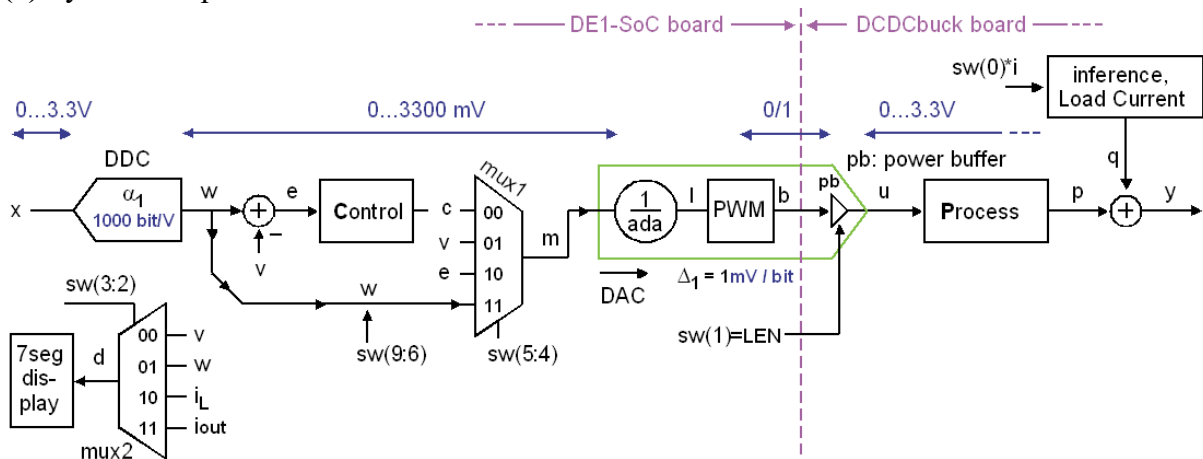 DE1-SoC board
DCDCbuck board
sw(0)*i
inference,
Load Current
0...3.3V
0...3300 mV
0/1
0...3.3V
DDC
mux1
pb: power buffer
q
α1
1000 bit/V
x
w
e
Control
c
00
v
01
e
10
11
m
1
ada
l
PWM
b
pb
u
Process
p
y
v
−
w
DAC
Δ1 = 1mV / bit
sw(3:2)
sw(9:6)
sw(5:4)
sw(1)=LEN
7seg
dis-
play
d
00
v
01
w
10
iL
11
iout
mux2